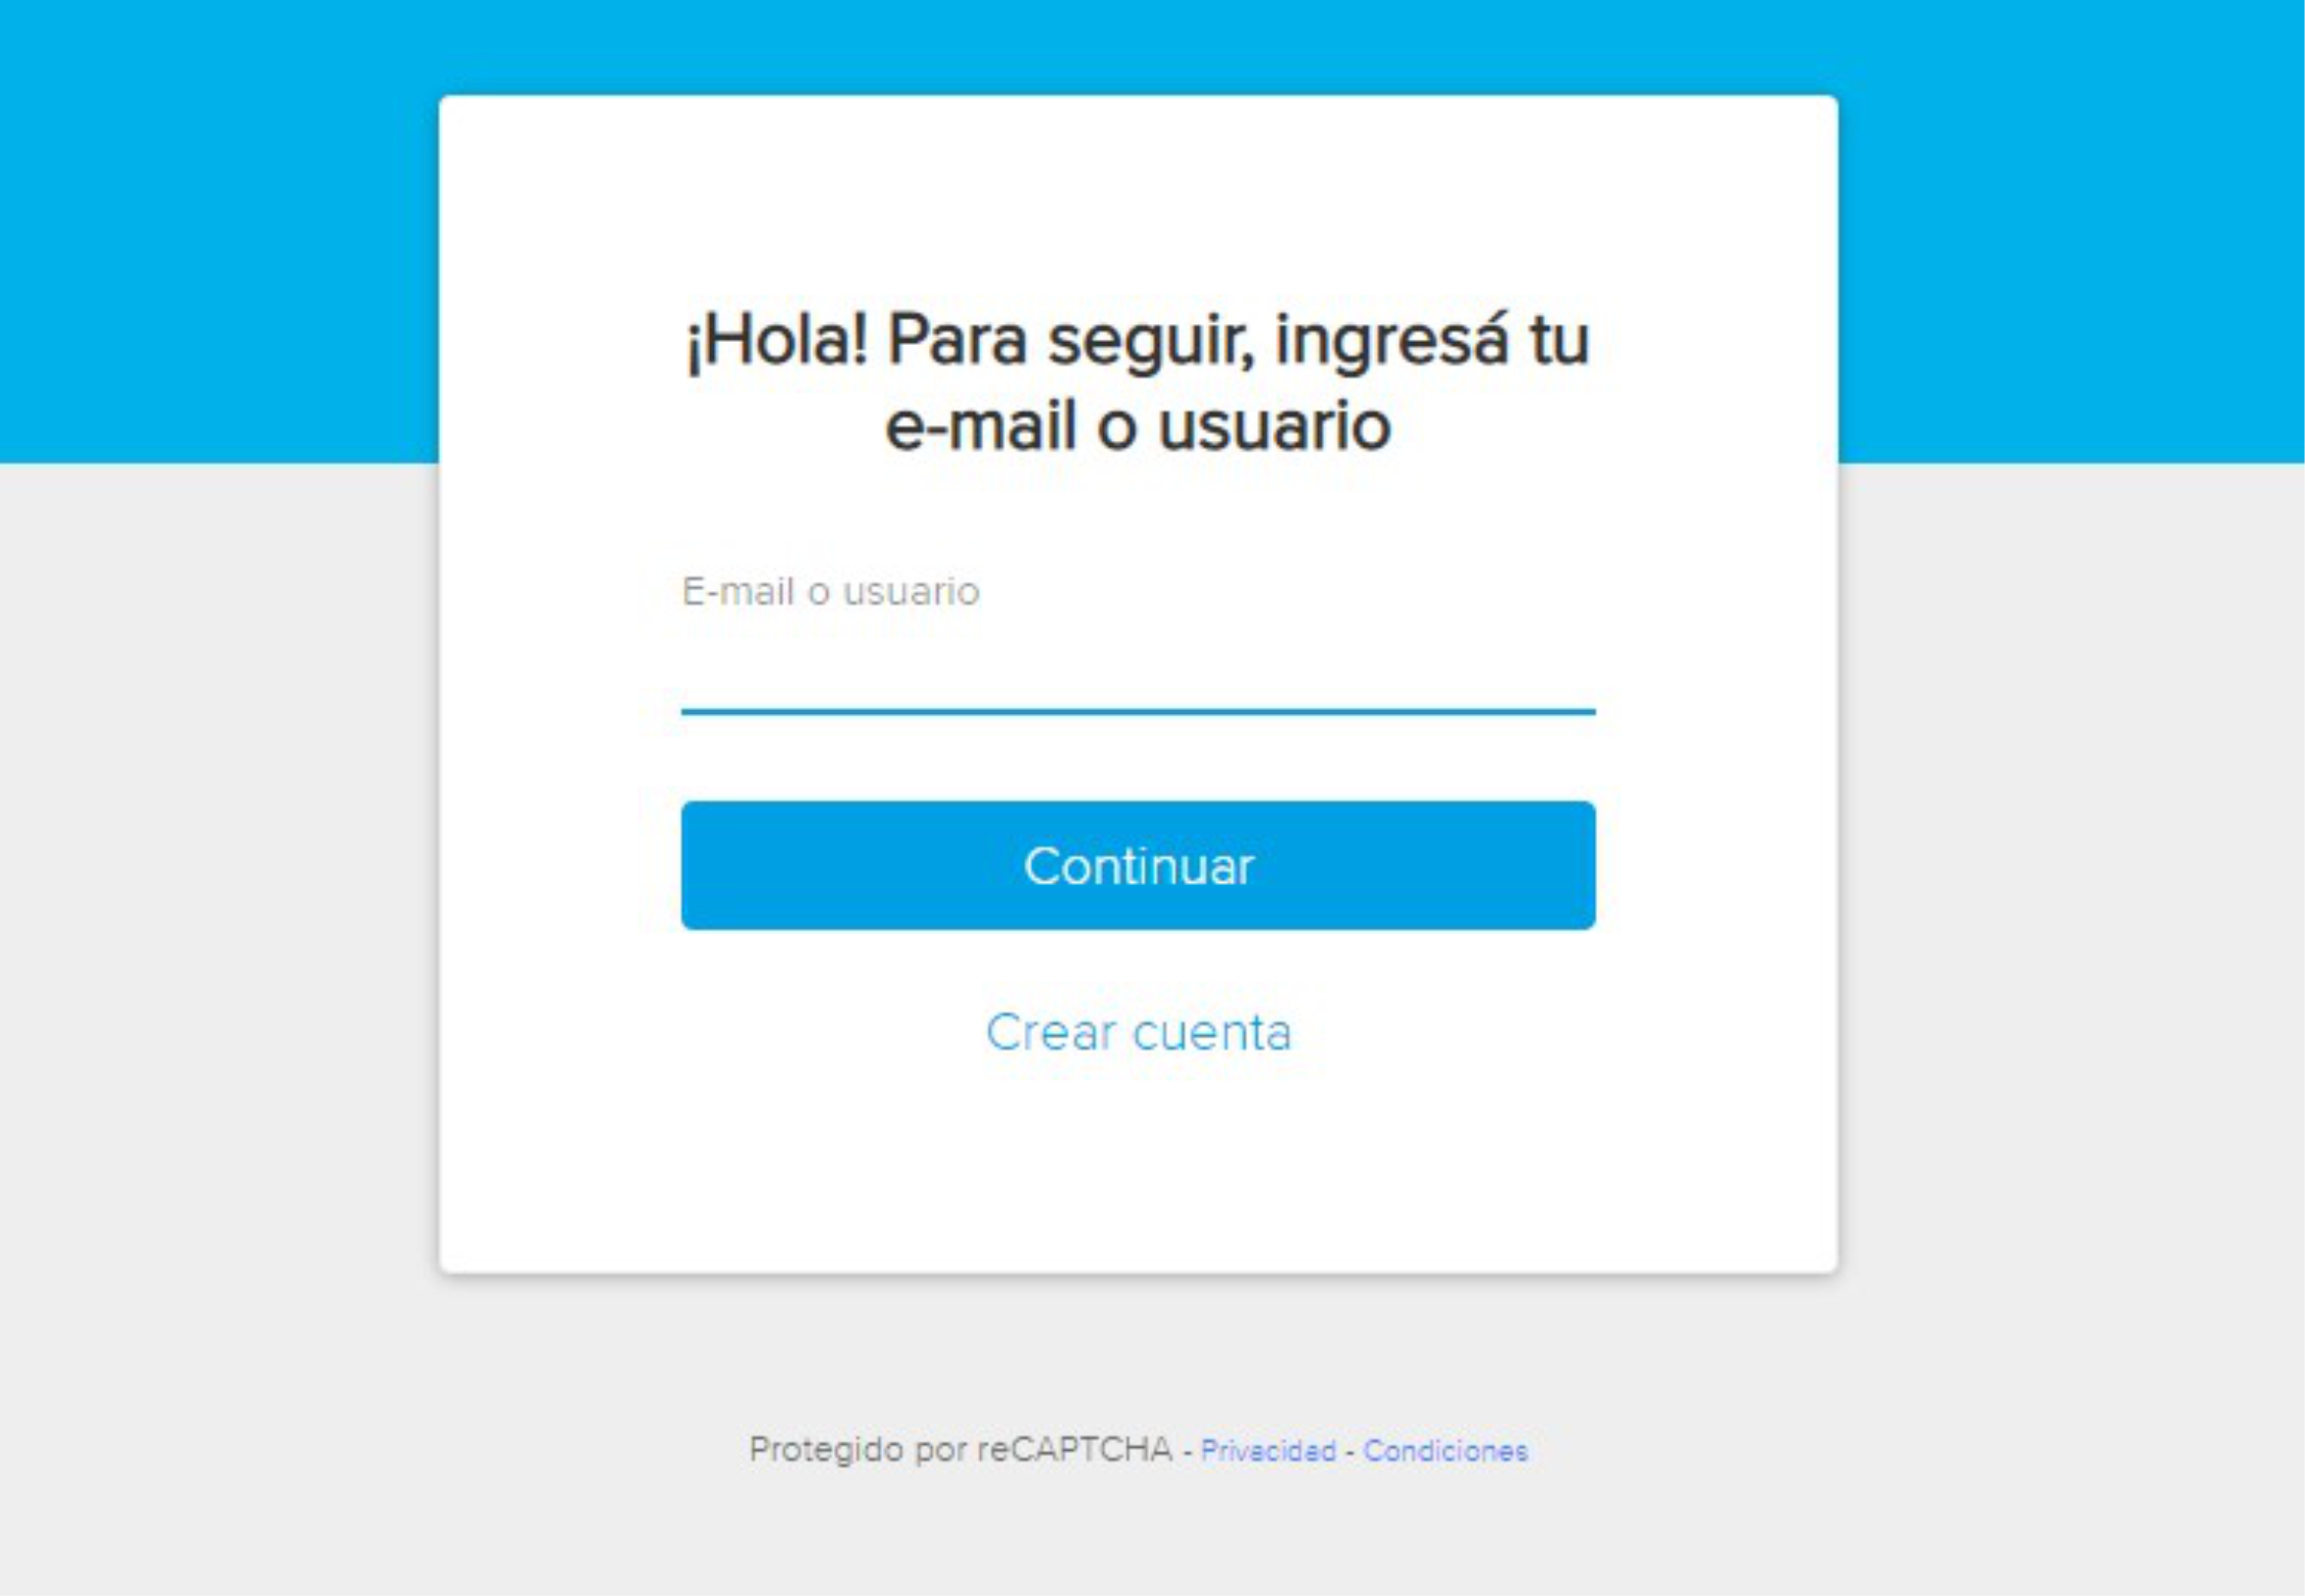 ¡Hola! Para seguir, ingresá tu
e-mail o usuario
E-mail o usuario
Continuar
Crear cuenta
Protegido por reCAPTCHA - Privacidad - Condiciones